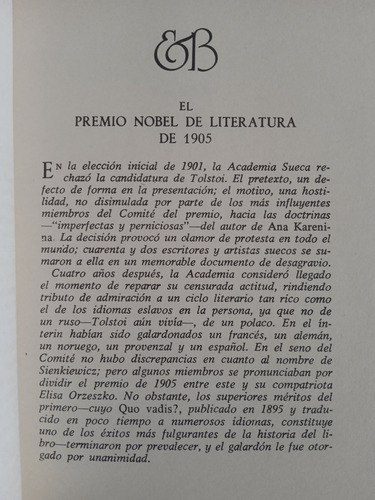 EB
EL
PREMIO NOBEL DE LITERATURA
DE 1905
EN la elección inicial de 1901, la Academia Sueca re-
chazó la candidatura de Tolstoi. El pretexto, un de-
fecto de forma en la presentación; el motivo, una hosti-
lidad, no disimulada por parte de los más influyentes
miembros del Comité del premio, hacia las doctrinas
—“imperfectas y perniciosas”—del autor de Ana Kareni-
na. La decisión provocó un olamor de protesta en todo el
mundo; cuarenta y dos escritores y artistas suecos se su-
maron a ella en un memorable documento de desagravio.
Cuatro años después, la Academia consideró llegado
el momento de reparar su censurada actitud, rindiendo
tributo de admiración a un ciclo literario tan rico como
el de los idiomas eslavos en la persona, ya que no de
un ruso—Tolstoi aún vivía—, de un polaco. En el ín-
terin habían sido galardonados un francés, un alemán,
un noruego, un provenzal y un español. En el seno del
Comité no hubo discrepancias en cuanto al nombre de
Sienkiewicz; pero algunos miembros se pronunciaban por
dividir el premio de 1905 entre este y su compatriota
Elisa Orzeszko. No obstante, los superiores méritos del
primero—cuyo Quo vadis?, publicado en 1895 y traduc-
ido en poco tiempo a numerosos idiomas, constituye
uno de los éxitos más fulgurantes de la historia del li-
bro—terminaron por prevalecer, y el galardón le fue otor-
gado por unanimidad.